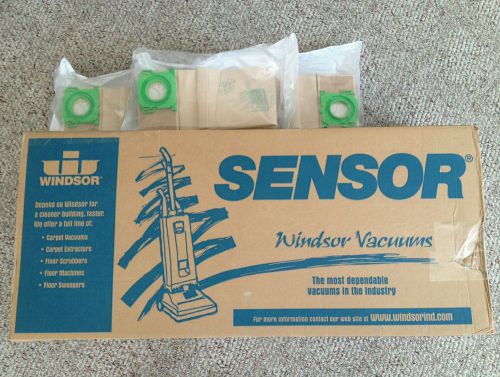 WINDSOR®
Depend on Windsor for
a cleaner building, faster.
We offer a full line of:
• Carpet Vacuums
• Carpet Extractors
• Floor Scrubbers
• Floor Machines
• Floor Sweepers
SENSOR®
Windsor Vacuums
The most dependable
vacuums in the industry
For more information contact our web site at www.windsorind.com